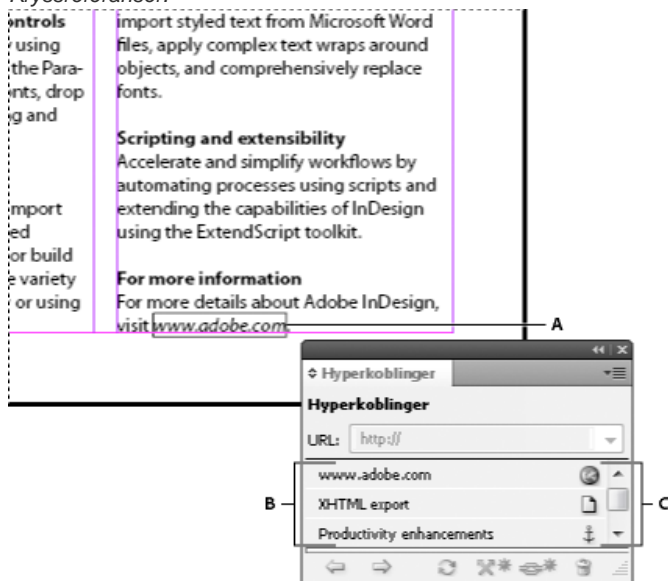 Kryssreferanser.
ontrols
using
the Para-
nts, drop
g and
mport
ed
or build
e variety
or using
import styled text from Microsoft Word
files, apply complex text wraps around
objects, and comprehensively replace
fonts.
Scripting and extensibility
Accelerate and simplify workflows by
automating processes using scripts and
extending the capabilities of InDesign
using the ExtendScript toolkit.
For more information
For more details about Adobe InDesign,
visit www.adobe.com.
A
Hyperkoblinger
Hyperkoblinger
URL: http://
www.adobe.com
XHTML export
Productivity enhancements
B
C